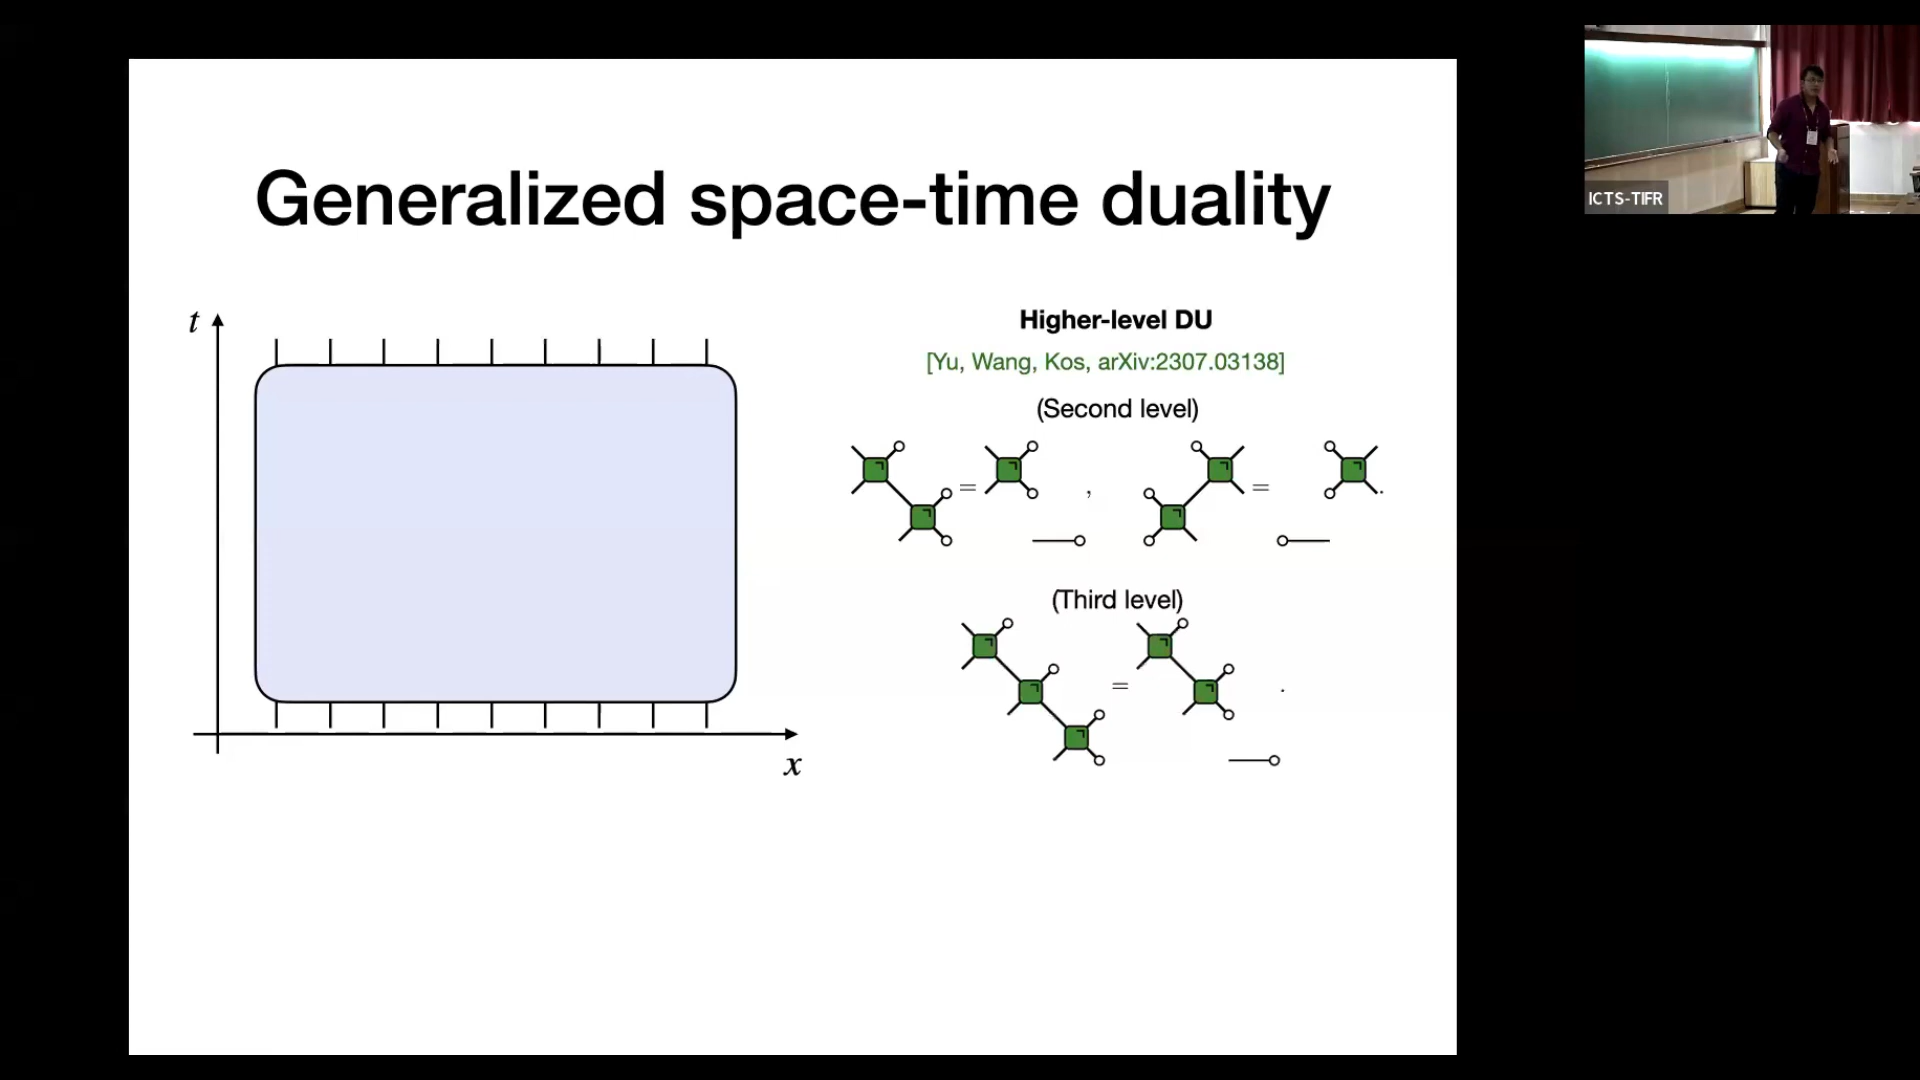 Generalized space-time duality
t
x
Higher-level DU
[Yu, Wang, Kos, arXiv:2307.03138]
(Second level)
= , = .
(Third level)
= .
ICTS-TIFR